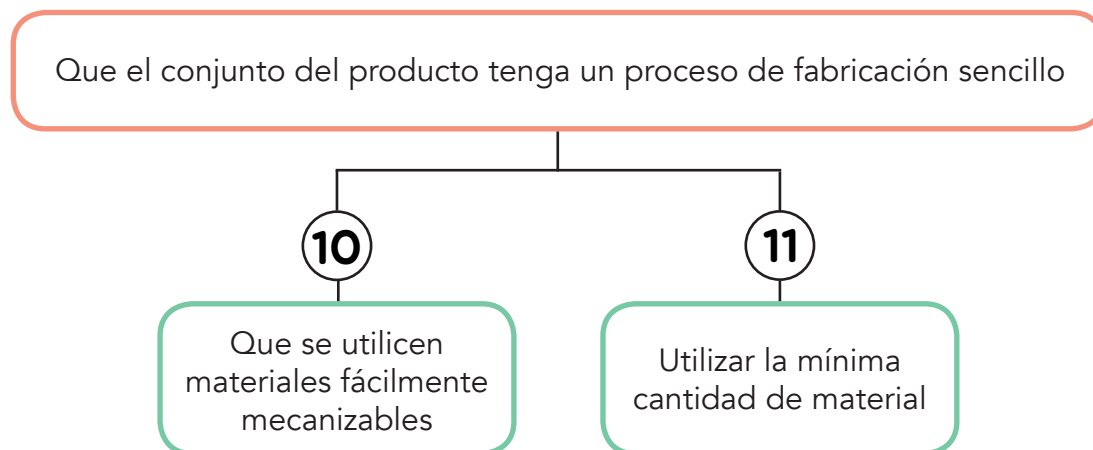 Que el conjunto del producto tenga un proceso de fabricación sencillo
10
11
Que se utilicen
materiales fácilmente
mecanizables
Utilizar la mínima
cantidad de material